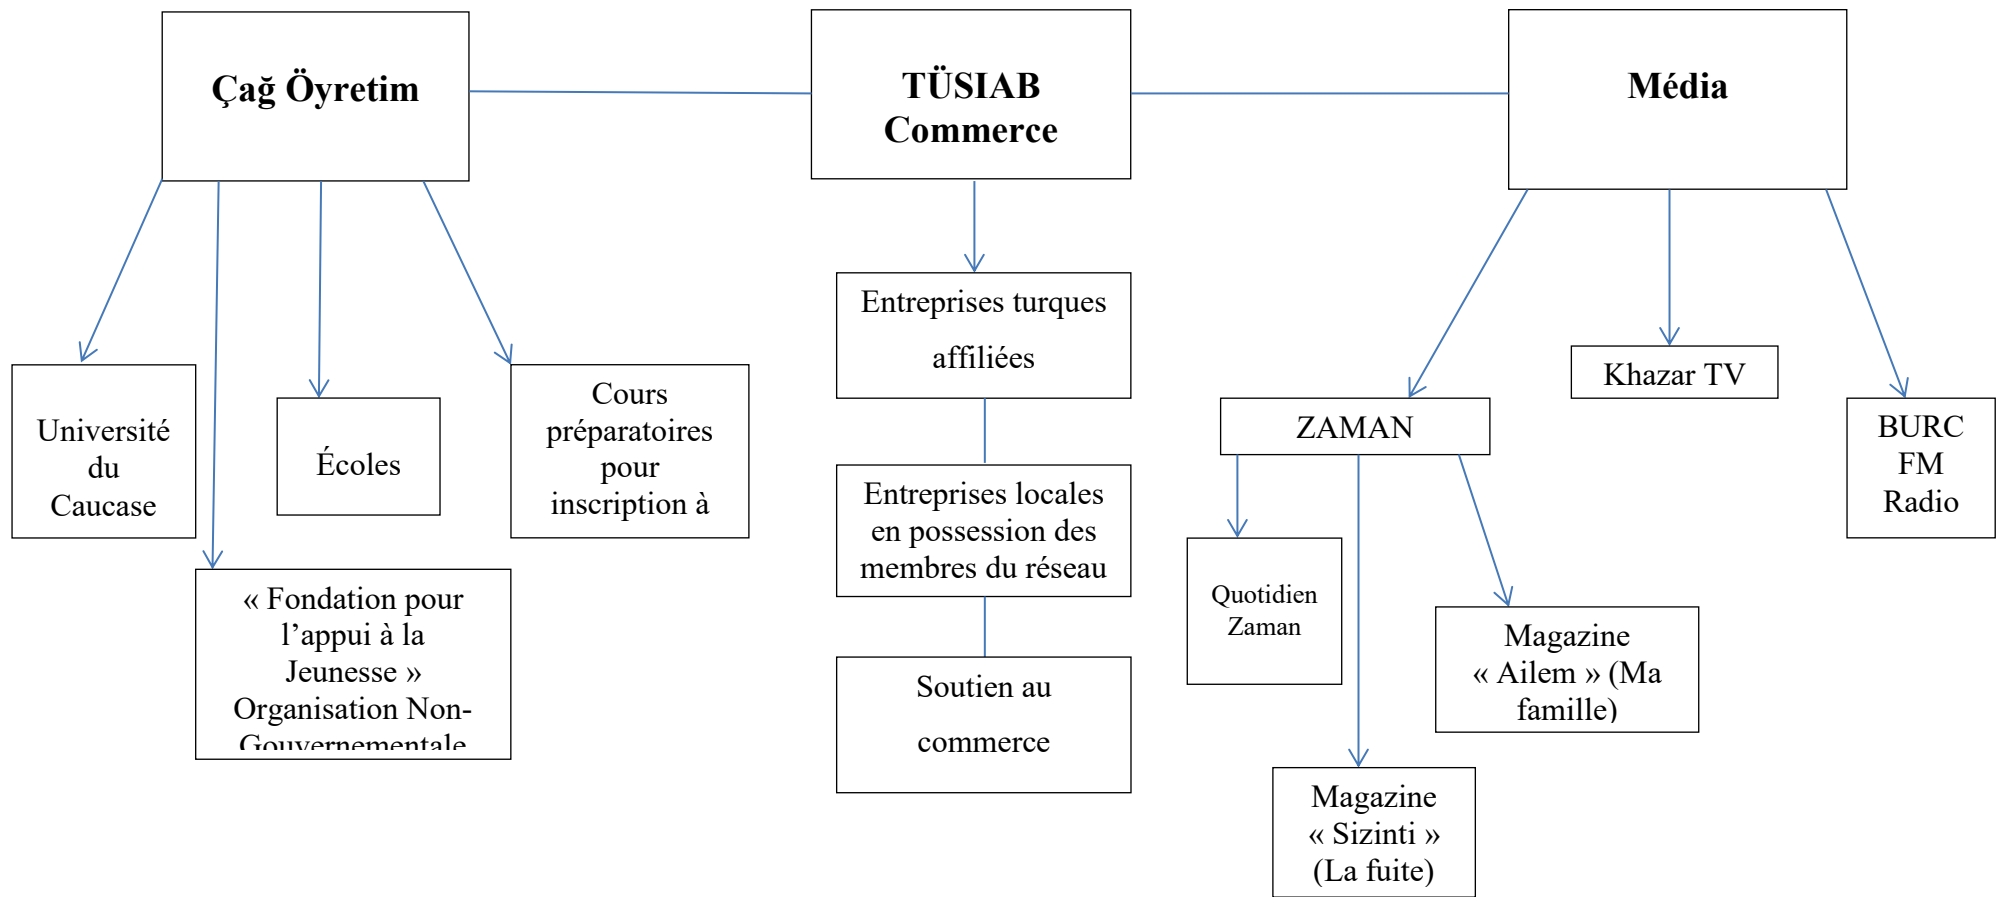 Çağ Öyretim
TÜSIAB
Commerce
Média
Université
du
Caucase
« Fondation pour
l’appui à la
Jeunesse »
Organisation Non-
Gouvernementale
Écoles
Cours
préparatoires
pour
inscription à
Entreprises turques
affiliées
Entreprises locales
en possession des
membres du réseau
Soutien au
commerce
ZAMAN
Khazar TV
BURC
FM
Radio
Quotidien
Zaman
Magazine
« Sizinti »
(La fuite)
Magazine
« Ailem » (Ma
famille)